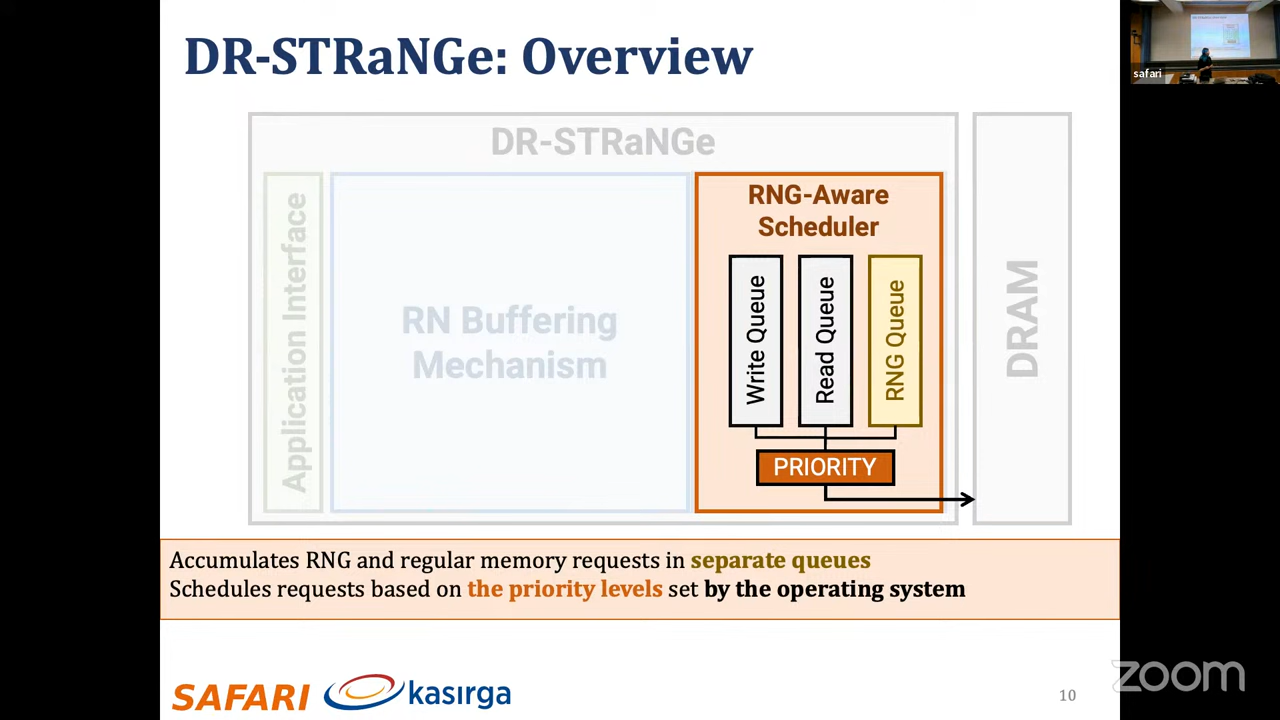 DR-STRaNGe: Overview
safari
DR-STRaNGe
Application Interface
RN Buffering
Mechanism
RNG-Aware
Scheduler
Write Queue
Read Queue
RNG Queue
PRIORITY
DRAM
Accumulates RNG and regular memory requests in separate queues
Schedules requests based on the priority levels set by the operating system
SAFARI
kasırga
10
zoom